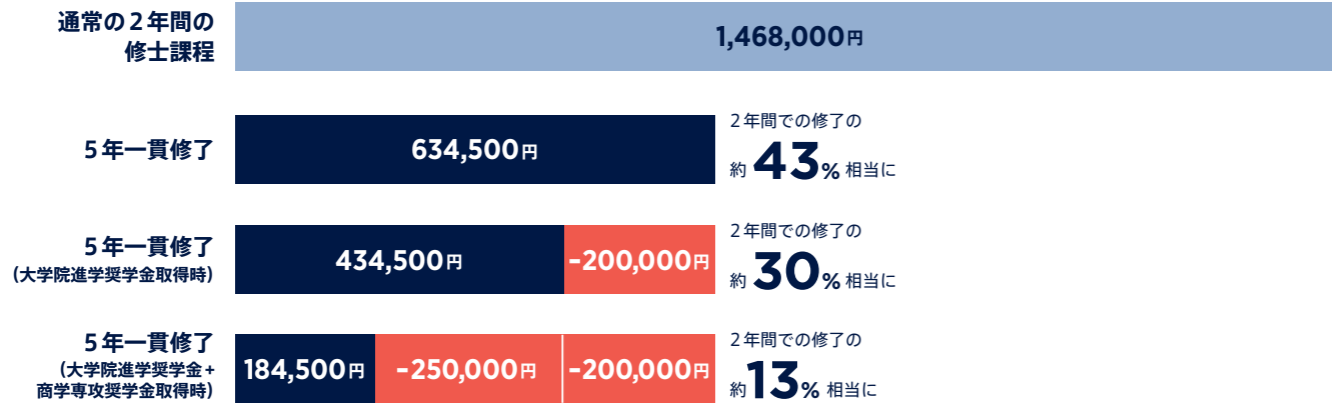 通常の2年間の
修士課程
1,468,000円
5年一貫修了
634,500円
2年間での修了の
約43%相当に
5年一貫修了
（大学院進学奨学金取得時）
434,500円
-200,000円
2年間での修了の
約30%相当に
5年一貫修了
（大学院進学奨学金+
商学専攻奨学金取得時）
184,500円
-250,000円
-200,000円
2年間での修了の
約13%相当に